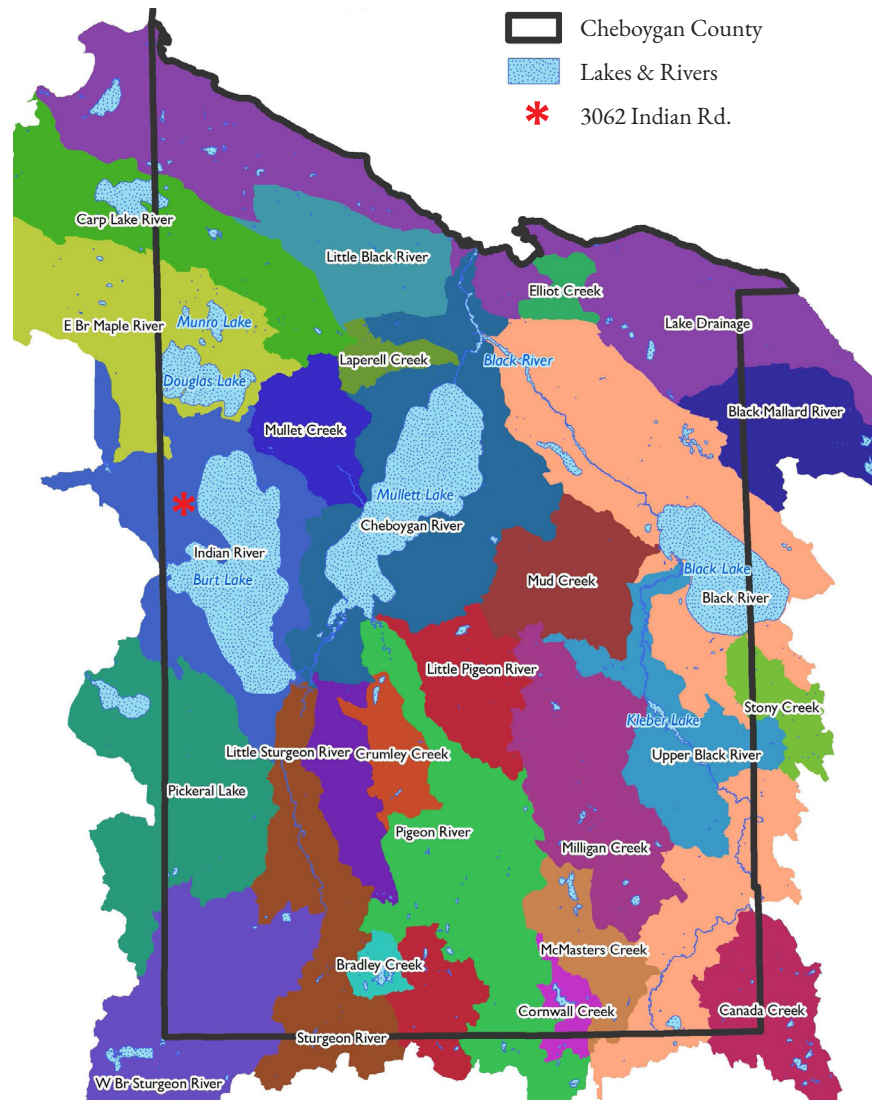 Cheboygan County
Lakes & Rivers
3062 Indian Rd.
Carp Lake River
Little Black River
Elliot Creek
E Br Maple River
Munro Lake
Lake Drainage
Laperell Creek
Black River
Douglas Lake
Black Mallard River
Mullet Creek
Mullett Lake
Cheboygan River
Indian River
Burt Lake
Mud Creek
Black Lake
Black River
Little Pigeon River
Stony Creek
Kleber Lake
Little Sturgeon River
Crumley Creek
Upper Black River
Pickeral Lake
Pigeon River
Milligan Creek
McMasters Creek
Bradley Creek
Cornwall Creek
Canada Creek
Sturgeon River
W Br Sturgeon River